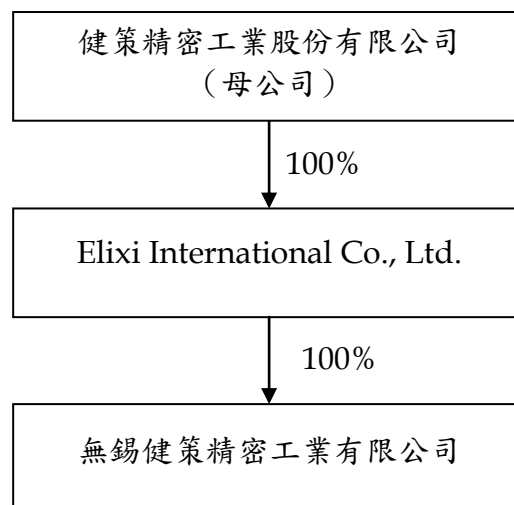 健策精密工業股份有限公司
（母公司）
100%
Elixi International Co., Ltd.
100%
無錫健策精密工業有限公司